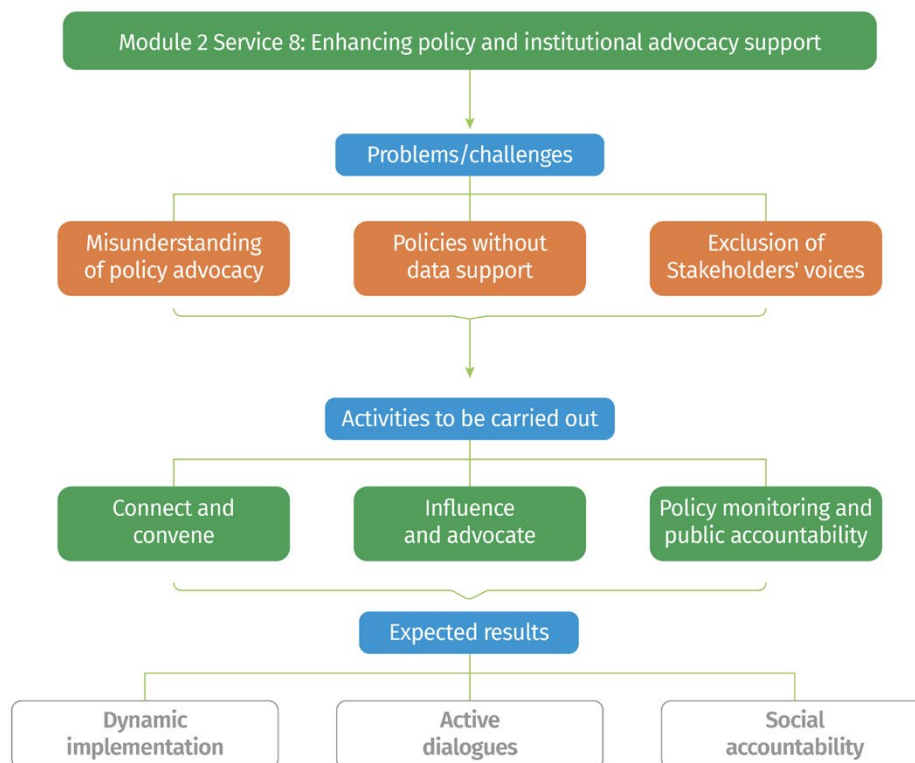 Module 2 Service 8: Enhancing policy and institutional advocacy support
Problems/challenges
Misunderstanding
of policy advocacy
Policies without
data support
Exclusion of
Stakeholders' voices
Activities to be carried out
Connect and
convene
Influence
and advocate
Policy monitoring and
public accountability
Expected results
Dynamic
implementation
Active
dialogues
Social
accountability